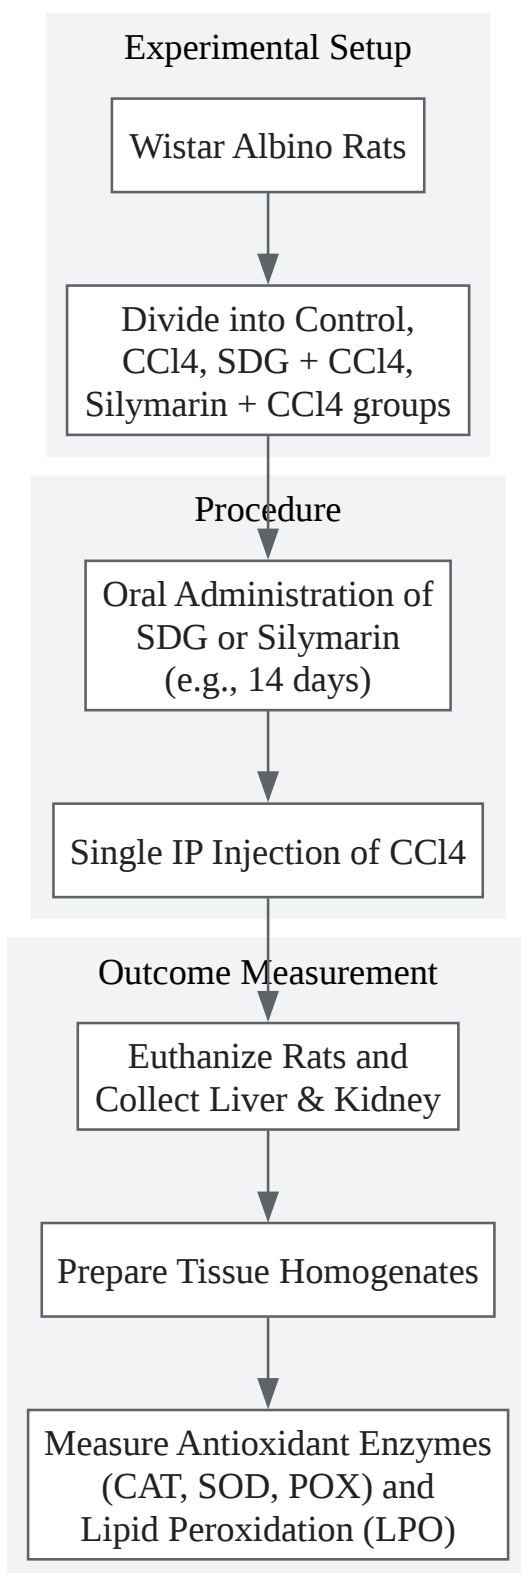 Experimental Setup
Wistar Albino Rats
Divide into Control,
CCl4, SDG + CCl4,
Silymarin + CCl4 groups
Procedure
Oral Administration of
SDG or Silymarin
(e.g., 14 days)
Single IP Injection of CCl4
Outcome Measurement
Euthanize Rats and
Collect Liver & Kidney
Prepare Tissue Homogenates
Measure Antioxidant Enzymes
(CAT, SOD, POX) and
Lipid Peroxidation (LPO)